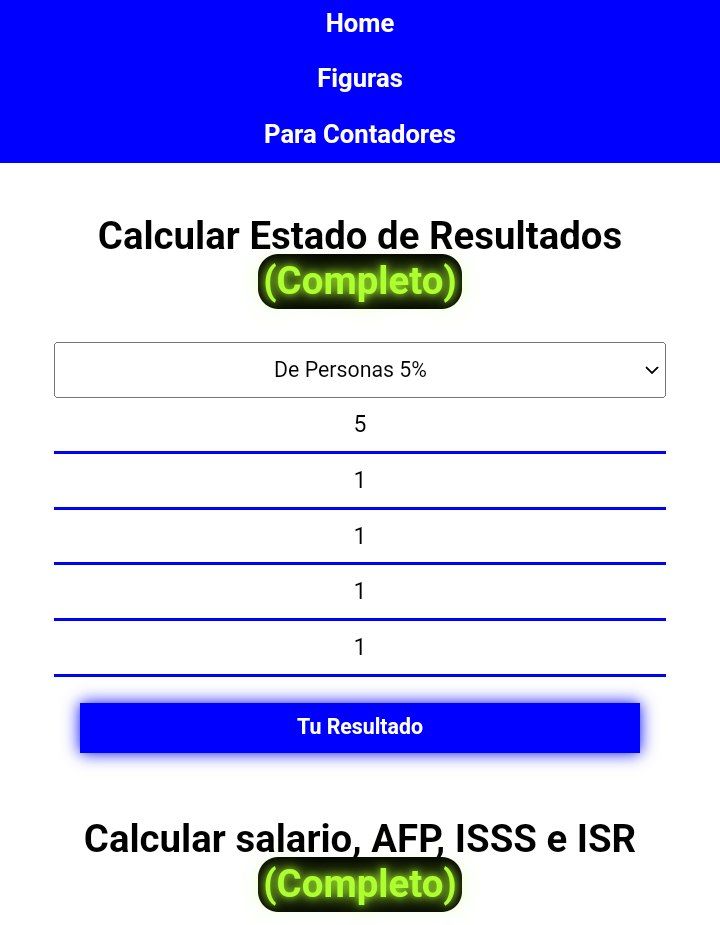 Home
Figuras
Para Contadores
Calcular Estado de Resultados
(Completo)
De Personas 5%
5
1
1
1
1
Tu Resultado
Calcular salario, AFP, ISSS e ISR
(Completo)